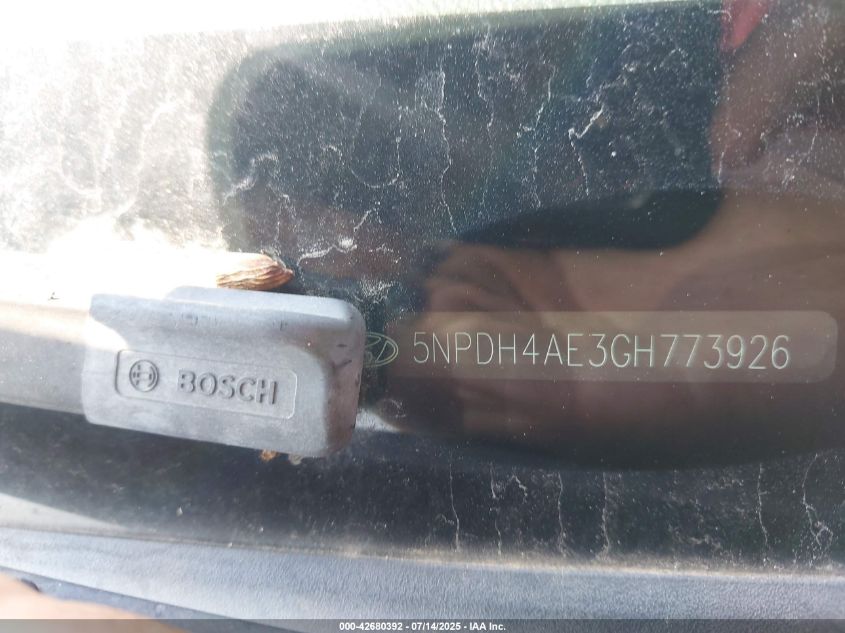 5NPDH4AE3GH773926
BOSCH
000-42680392 - 07/14/2025 - IAA Inc.